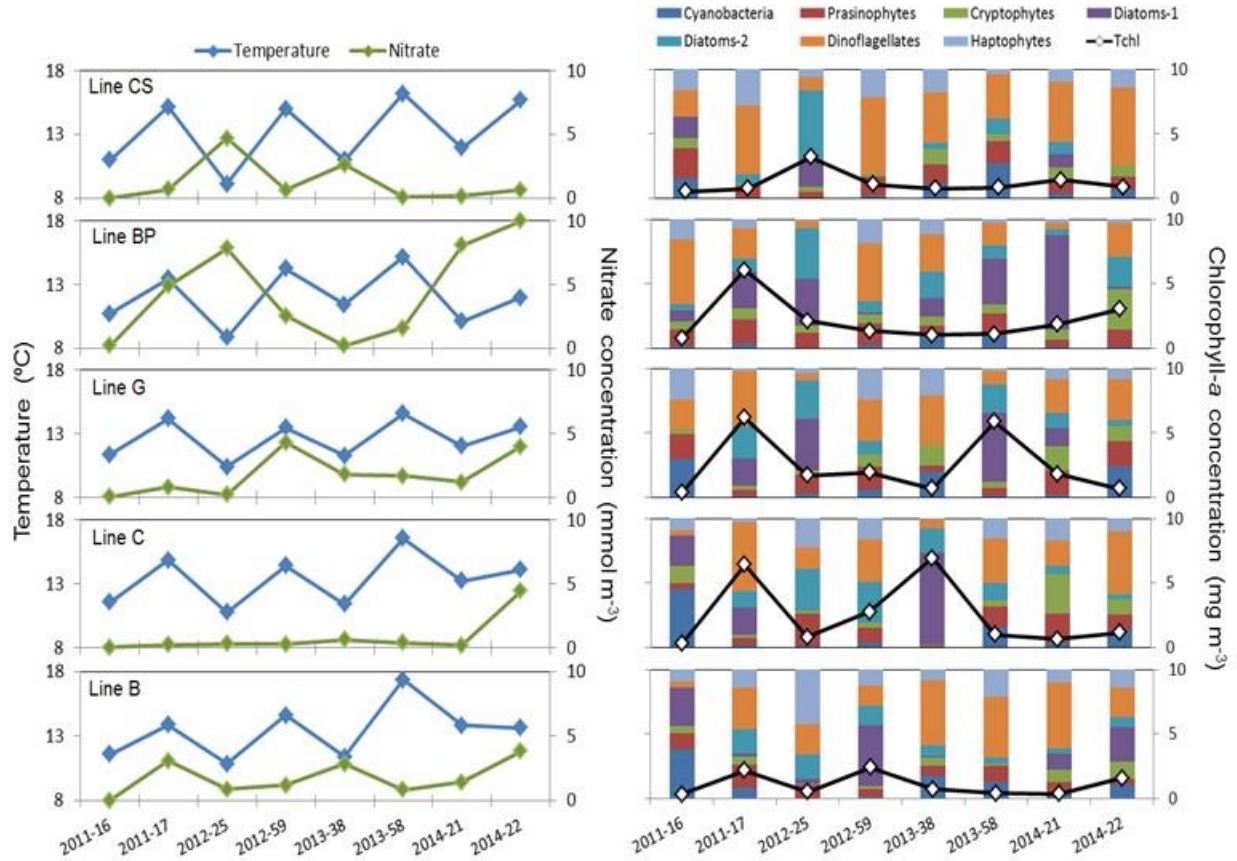 Temperature Nitrate
Cyanobacteria Prasinophytes Cryptophytes Diatoms-1
Diatoms-2 Dinoflagellates Haptophytes Tchl
18 10 10
Line CS
13 5 5
8 0 0
18 10 10
Line BP
13 5 5
8 0 0
18 10 10
Line G
13 5 5
8 0 0
18 10 10
Line C
13 5 5
8 0 0
18 10 10
Line B
13 5 5
8 0 0
Temperature (ºC)
Nitrate concentration (mmol m-3)
Chlorophyll-a concentration (mg m-3)
2011-16 2011-17 2012-25 2012-59 2013-38 2013-58 2014-21 2014-22
2011-16 2011-17 2012-25 2012-59 2013-38 2013-58 2014-21 2014-22